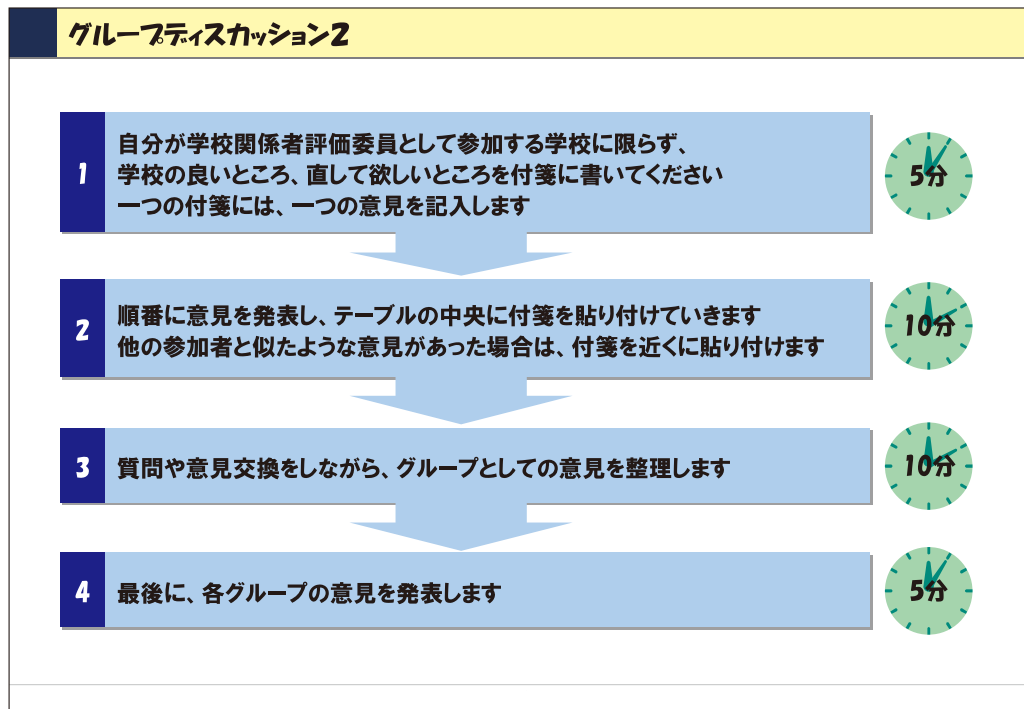 グループディスカッション2
1
自分が学校関係者評価委員として参加する学校に限らず、
学校の良いところ、直して欲しいところを付箋に書いてください
一つの付箋には、一つの意見を記入します
5分
2
順番に意見を発表し、テーブルの中央に付箋を貼り付けていきます
他の参加者と似たような意見があった場合は、付箋を近くに貼り付けます
10分
3
質問や意見交換をしながら、グループとしての意見を整理します
10分
4
最後に、各グループの意見を発表します
5分